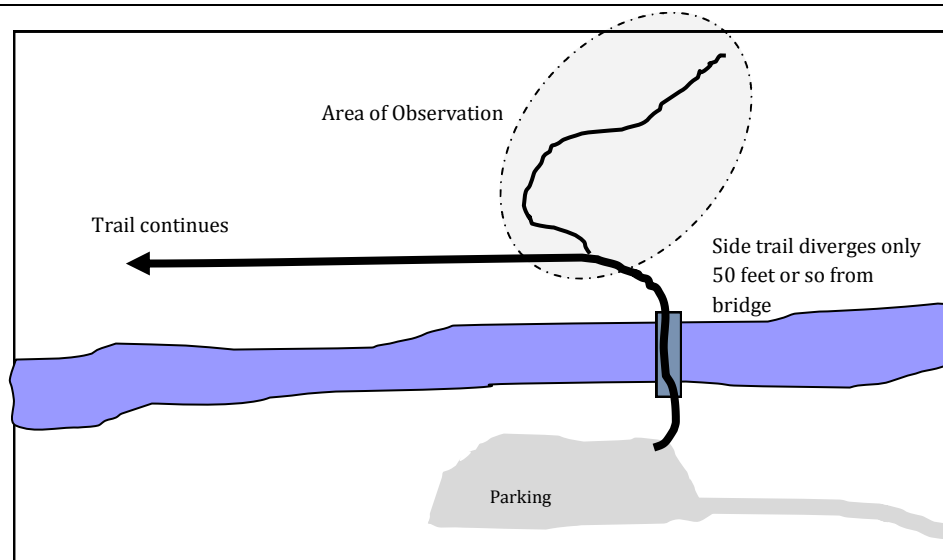 Area of Observation
Trail continues
Side trail diverges only
50 feet or so from
bridge
Parking